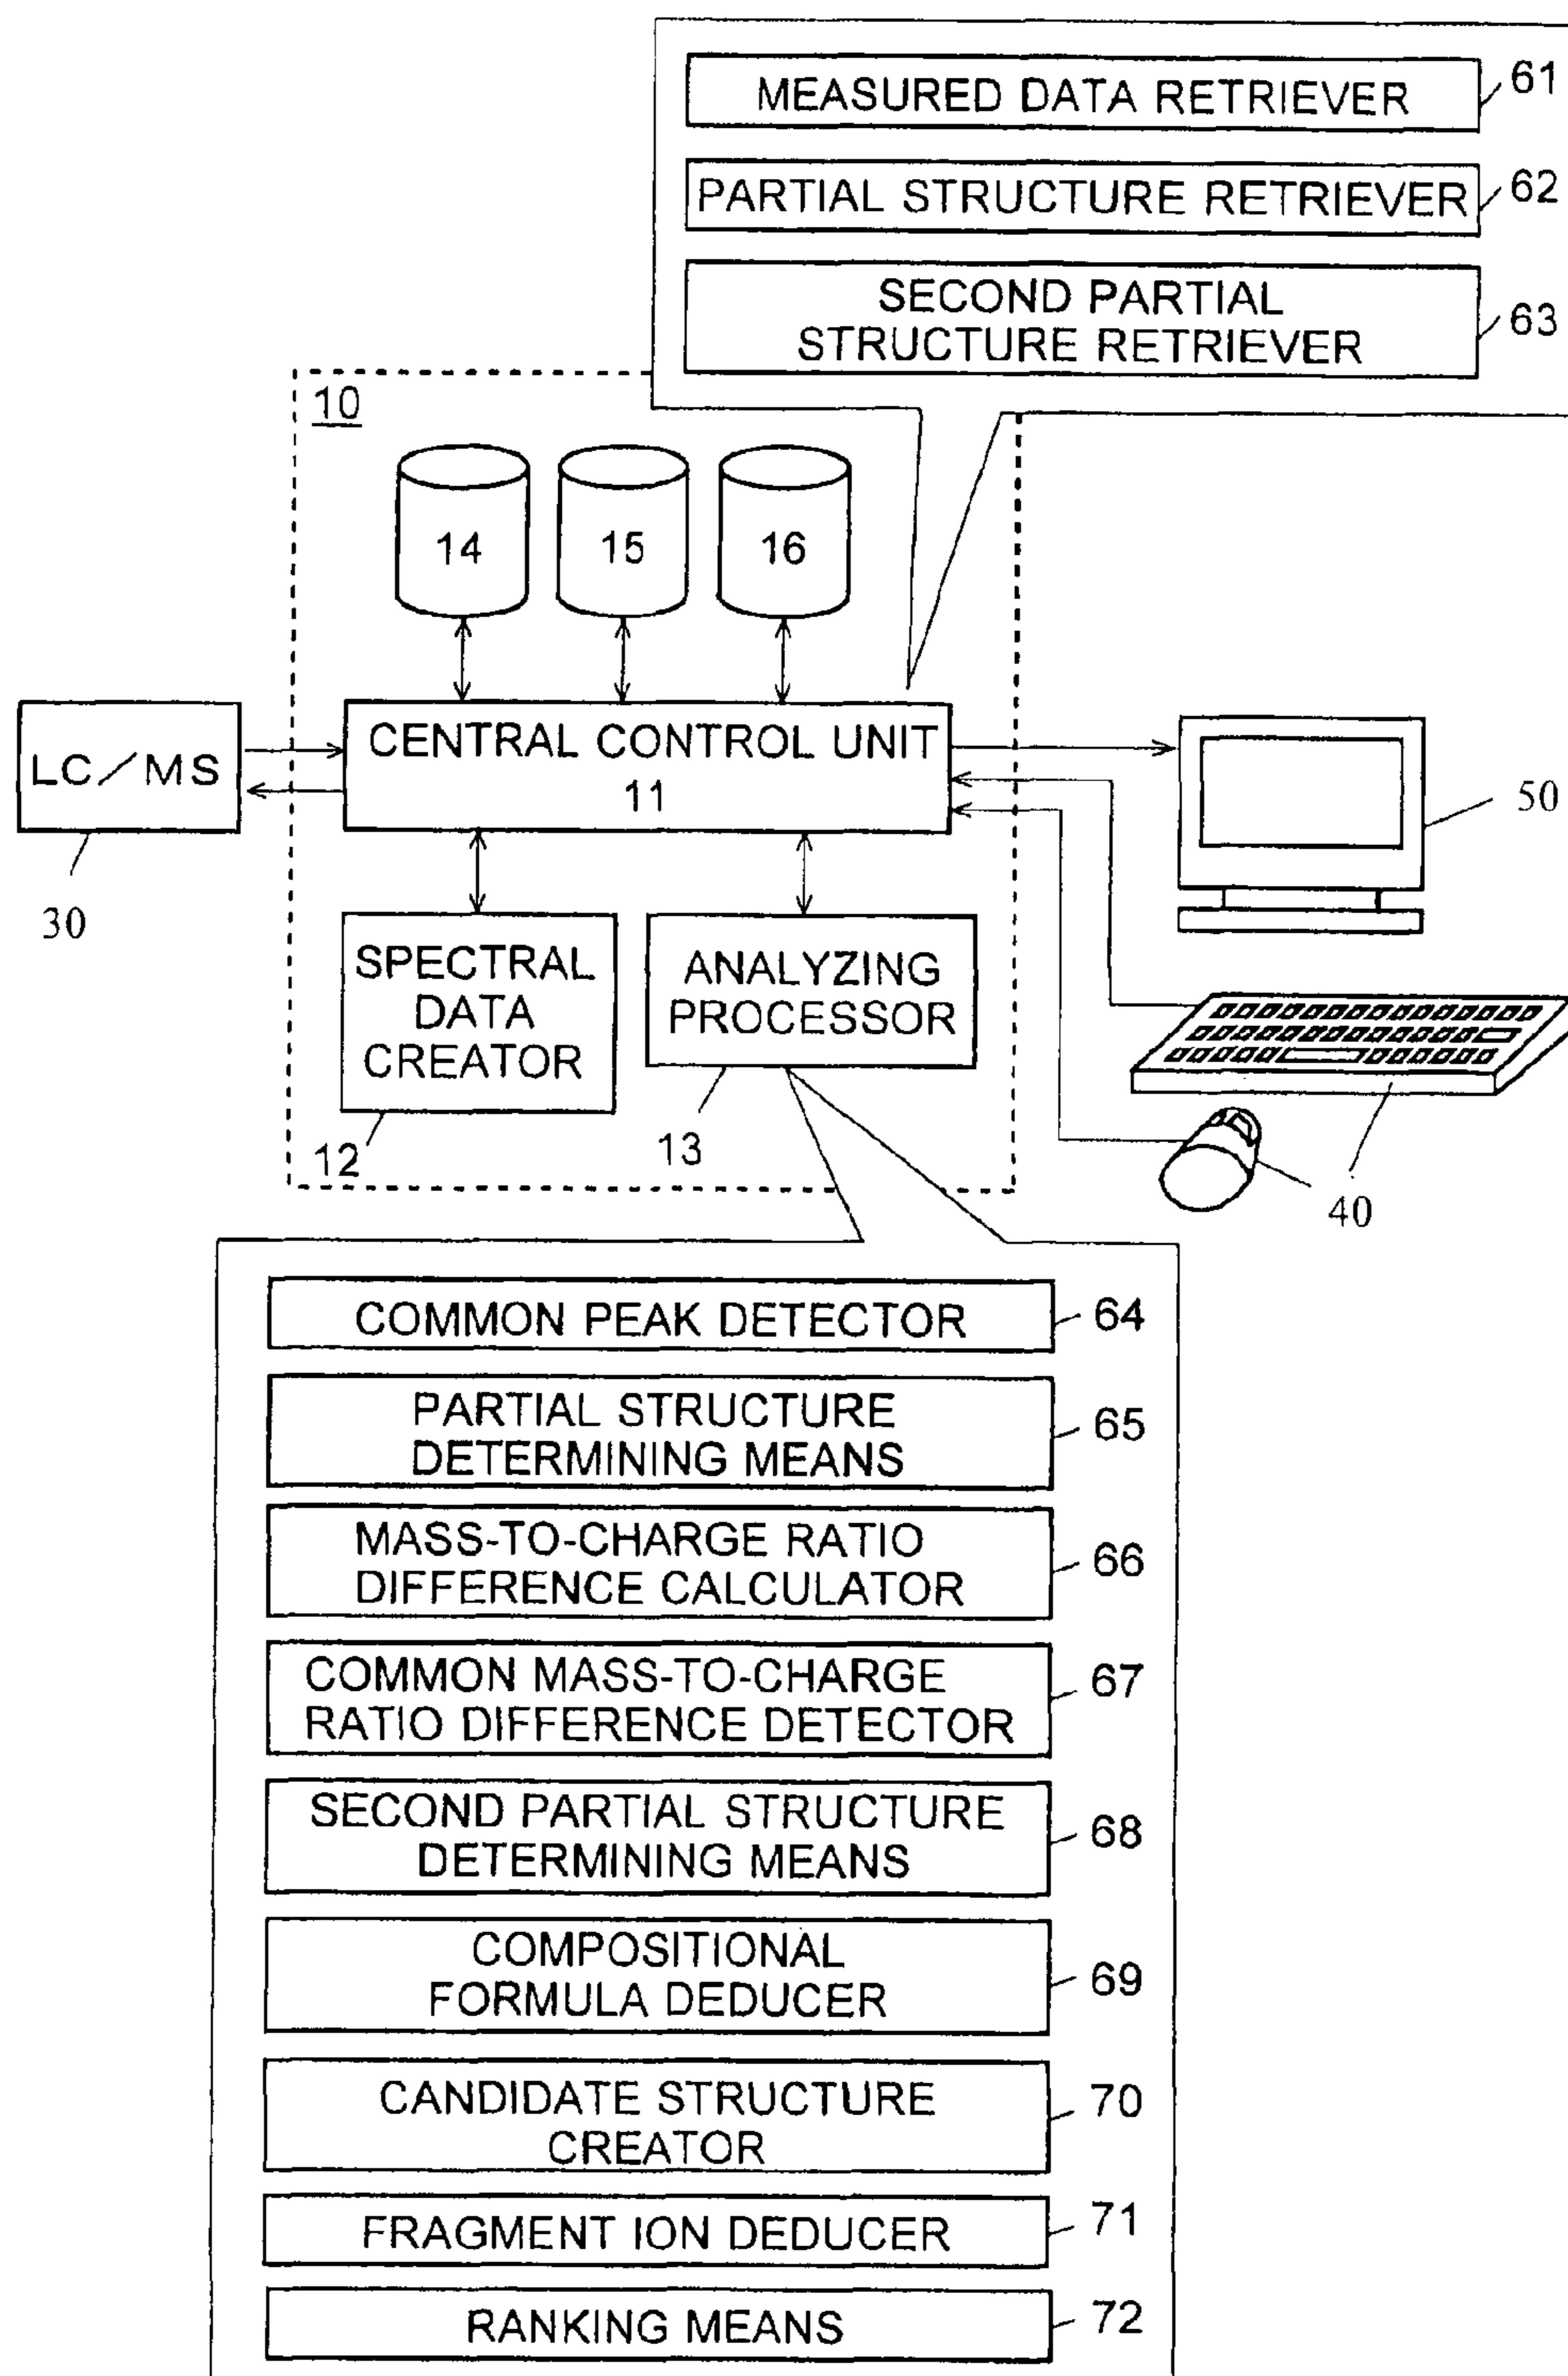 MEASURED DATA RETRIEVER
61
PARTIAL STRUCTURE RETRIEVER
62
SECOND PARTIAL
STRUCTURE RETRIEVER
63
10
14
15
16
LC/MS
30
CENTRAL CONTROL UNIT
11
50
SPECTRAL
DATA
CREATOR
12
ANALYZING
PROCESSOR
13
40
COMMON PEAK DETECTOR
64
PARTIAL STRUCTURE
DETERMINING MEANS
65
MASS-TO-CHARGE RATIO
DIFFERENCE CALCULATOR
66
COMMON MASS-TO-CHARGE
RATIO DIFFERENCE DETECTOR
67
SECOND PARTIAL STRUCTURE
DETERMINING MEANS
68
COMPOSITIONAL
FORMULA DEDUCER
69
CANDIDATE STRUCTURE
CREATOR
70
FRAGMENT ION DEDUCER
71
RANKING MEANS
72